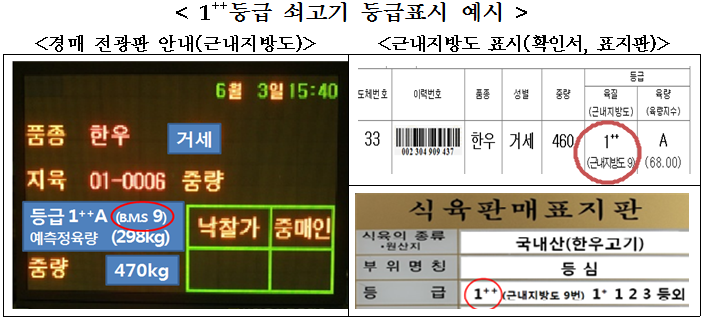 < 1++등급 쇠고기 등급표시 예시 >
<경매 전광판 안내(근내지방도)>
6월 3일 15:40
품종 한우 거세
지육 01-0006 중량
등급 1++A (B.M.S 9)
예측정육량 (298kg)
중량 470kg
낙찰가 중매인
<근내지방도 표시(확인서, 표지판)>
등급
도체번호 이력번호 품종 성별 중량 육질 육량
(근내지방도) (육량지수)
33 한우 거세 460 1++ A
002 304 909 437 (근내지방도 9) (68.00)
식육판매표지판
식육의 종류 국내산(한우고기)
·원산지
부위명칭 등심
등급 1++ (근내지방도 9번) 1+ 1 2 3 등외